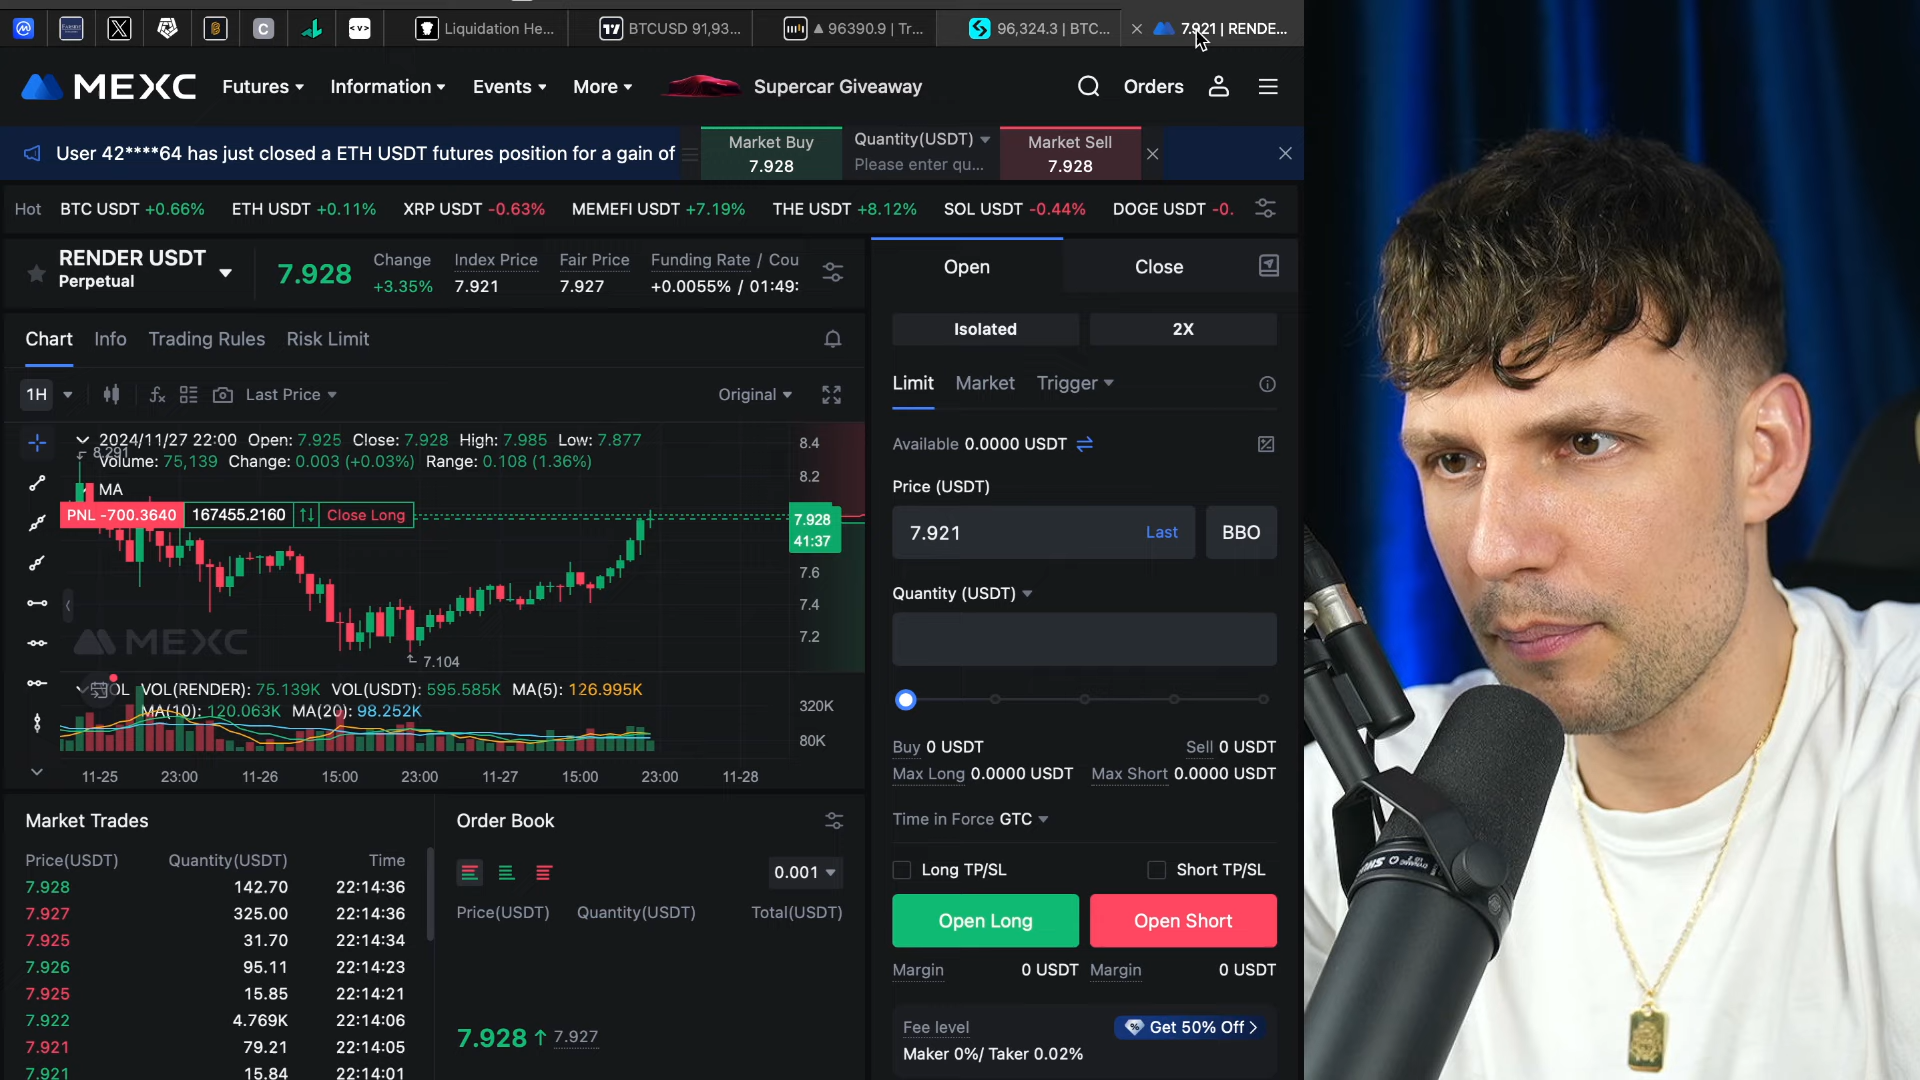 Liquidation He...
BTCUSD 91,93...
▲ 96390.9 | Tr...
96,324.3 | BTC...
7.921 | RENDE...
MEXC
Futures
Information
Events
More
Supercar Giveaway
Orders
User 42****64 has just closed a ETH USDT futures position for a gain of
Market Buy
7.928
Quantity(USDT)
Please enter qu...
Market Sell
7.928
Hot
BTC USDT +0.66%
ETH USDT +0.11%
XRP USDT -0.63%
MEMEFI USDT +7.19%
THE USDT +8.12%
SOL USDT -0.44%
DOGE USDT -0.
RENDER USDT
Perpetual
7.928
Change
+3.35%
Index Price
7.921
Fair Price
7.927
Funding Rate / Cou
+0.0055% / 01:49:
Open
Close
Chart
Info
Trading Rules
Risk Limit
Isolated
2X
1H
Last Price
Original
Limit
Market
Trigger
2024/11/27 22:00 Open: 7.925 Close: 7.928 High: 7.985 Low: 7.877
8.291
Volume: 75,139 Change: 0.003 (+0.03%) Range: 0.108 (1.36%)
MA
PNL -700.3640
167455.2160
Close Long
8.4
8.2
7.928
41:37
7.6
7.4
7.2
MEXC
7.104
VOL VOL(RENDER): 75.139K VOL(USDT): 595.585K MA(5): 126.995K
MA(10): 120.063K MA(20): 98.252K
320K
80K
11-25
23:00
11-26
15:00
23:00
11-27
15:00
23:00
11-28
Available 0.0000 USDT
Price (USDT)
7.921
Last
BBO
Quantity (USDT)
Buy 0 USDT
Sell 0 USDT
Max Long 0.0000 USDT
Max Short 0.0000 USDT
Time in Force GTC
Long TP/SL
Short TP/SL
Open Long
Open Short
Margin
0 USDT
Margin
0 USDT
Fee level
Get 50% Off
Maker 0%/ Taker 0.02%
Market Trades
Price(USDT) Quantity(USDT) Time
7.928 142.70 22:14:36
7.927 325.00 22:14:36
7.925 31.70 22:14:34
7.926 95.11 22:14:23
7.925 15.85 22:14:21
7.922 4.769K 22:14:06
7.921 79.21 22:14:05
7.921 15.84 22:14:01
Order Book
0.001
Price(USDT) Quantity(USDT) Total(USDT)
7.928 ↑ 7.927